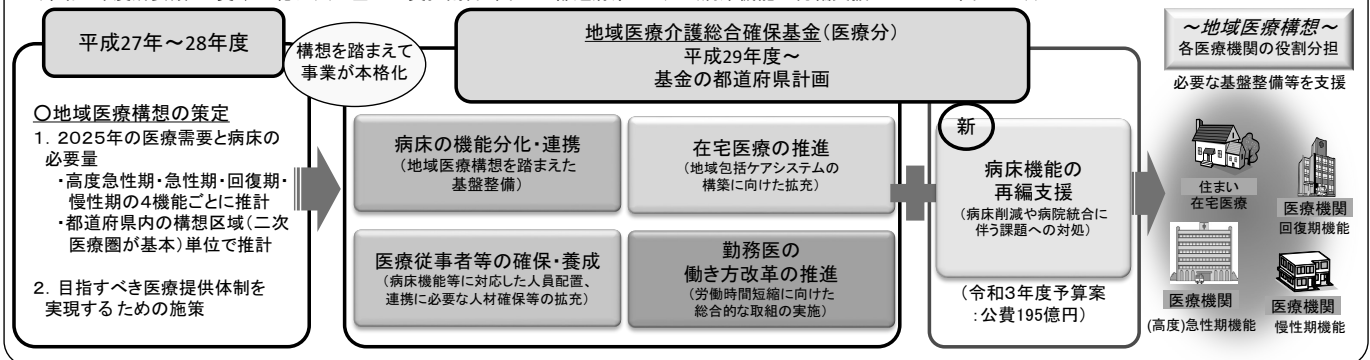 平成27年~28年度
〇地域医療構想の策定
1. 2025年の医療需要と病床の
必要量
・高度急性期・急性期・回復期・
慢性期の4機能ごとに推計
・都道府県内の構想区域(二次
医療圏が基本)単位で推計
2. 目指すべき医療提供体制を
実現するための施策
構想を踏まえて
事業が本格化
地域医療介護総合確保基金(医療分)
平成29年度~
基金の都道府県計画
病床の機能分化・連携
(地域医療構想を踏まえた
基盤整備)
在宅医療の推進
(地域包括ケアシステムの
構築に向けた拡充)
医療従事者等の確保・養成
(病床機能等に対応した人員配置、
連携に必要な人材確保等の拡充)
勤務医の
働き方改革の推進
(労働時間短縮に向けた
総合的な取組の実施)
新
病床機能の
再編支援
(病床削減や病院統合に
伴う課題への対処)
(令和3年度予算案
:公費195億円)
~地域医療構想~
各医療機関の役割分担
必要な基盤整備等を支援
住まい
在宅医療
医療機関
回復期機能
医療機関
(高度)急性期機能
医療機関
慢性期機能